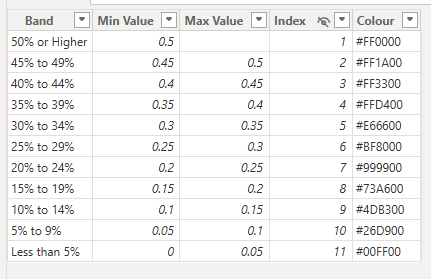 Band Min Value Max Value Index Colour
50% or Higher 0.5 1 #FF0000
45% to 49% 0.45 0.5 2 #FF1A00
40% to 44% 0.4 0.45 3 #FF3300
35% to 39% 0.35 0.4 4 #FFD400
30% to 34% 0.3 0.35 5 #E66600
25% to 29% 0.25 0.3 6 #BF8000
20% to 24% 0.2 0.25 7 #999900
15% to 19% 0.15 0.2 8 #73A600
10% to 14% 0.1 0.15 9 #4DB300
5% to 9% 0.05 0.1 10 #26D900
Less than 5% 0 0.05 11 #00FF00